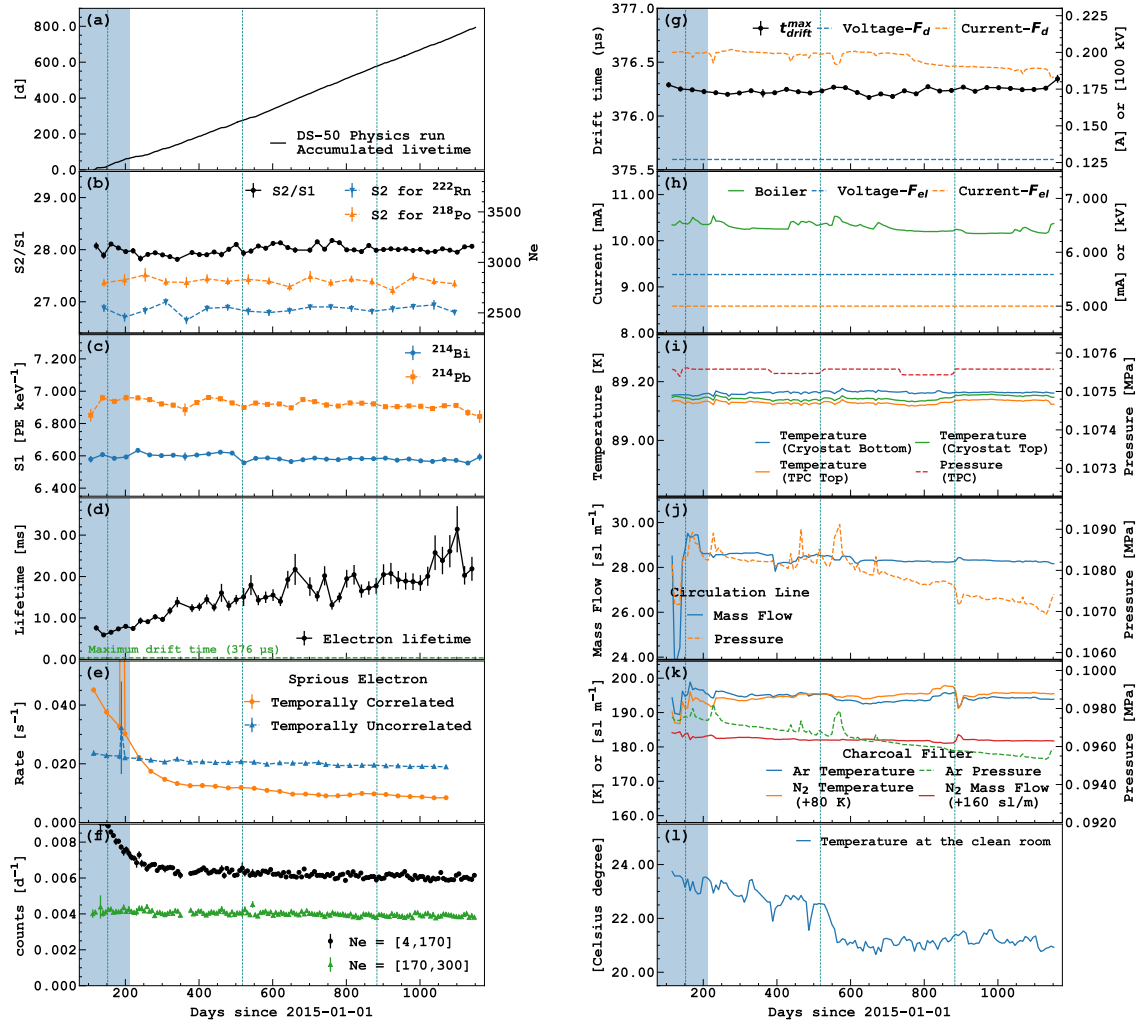 (a)
800.0
600.0
400.0
200.0
0.0
[d]
DS-50 Physics run
Accumulated livetime
(b)
S2/S1
S2 for ²²²Rn
S2 for ²¹⁸Po
29.00
28.00
27.00
S2/S1
3500
3000
2500
Ne
(c)
²¹⁴Bi
²¹⁴Pb
7.200
6.800
6.600
6.400
S1 [PE keV⁻¹]
(d)
30.00
20.00
10.00
0.00
Lifetime [ms]
Electron lifetime
Maximum drift time (376 μs)
(e)
Sprious Electron
Temporally Correlated
Temporally Uncorrelated
0.040
0.020
0.000
Rate [s⁻¹]
(f)
0.008
0.006
0.004
0.002
0.000
counts [d⁻¹]
Ne = [4,170]
Ne = [170,300]
200 400 600 800 1000
Days since 2015-01-01
(g)
t_drift^max Voltage-F_d Current-F_d
377.0
376.5
376.0
375.5
Drift time (μs)
0.225
0.200
0.175
0.150
0.125
[A] or [100 kV]
(h)
Boiler Voltage-F_el Current-F_el
11.00
10.00
9.00
8.00
Current [mA]
7.000
6.000
5.000
[mA] or [kV]
(i)
89.20
89.00
Temperature [K]
0.1076
0.1075
0.1074
0.1073
Pressure [MPa]
Temperature
(Cryostat Bottom)
Temperature
(Cryostat Top)
Temperature
(TPC Top)
Pressure
(TPC)
(j)
30.00
28.00
26.00
24.00
Mass Flow [sl m⁻¹]
0.1090
0.1080
0.1070
0.1060
Pressure [MPa]
Circulation Line
Mass Flow
Pressure
(k)
200.0
190.0
180.0
170.0
160.0
[K] or [sl m⁻¹]
0.1000
0.0980
0.0960
0.0940
0.0920
Pressure [MPa]
Charcoal Filter
Ar Temperature
Ar Pressure
N₂ Temperature
(+80 K)
N₂ Mass Flow
(+160 sl/m)
(l)
Temperature at the clean room
24.00
22.00
20.00
[Celsius degree]
200 400 600 800 1000
Days since 2015-01-01